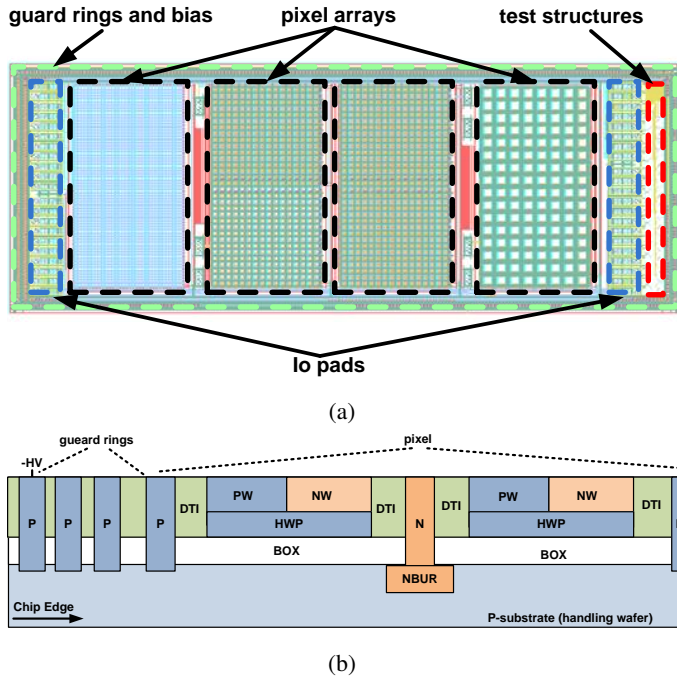 guard rings and bias pixel arrays test structures
Io pads
(a)
-HV gueard rings pixel
P P P P DTI PW NW DTI N DTI PW NW DTI
HWP HWP
BOX BOX
NBUR
Chip Edge
P-substrate (handling wafer)
(b)